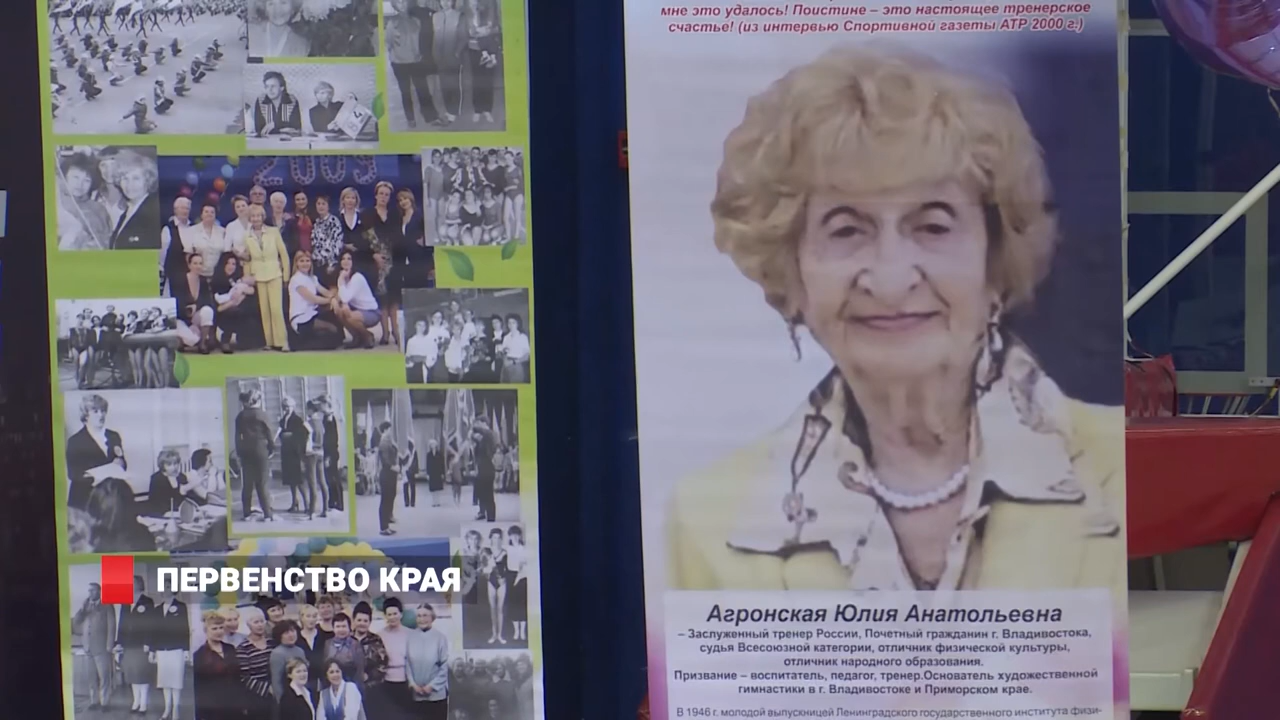 мне это удалось! Поистине – это настоящее тренерское
счастье! (из интервью Спортивной газеты АТР 2000 г.)
2009
ПЕРВЕНСТВО КРАЯ
Агронская Юлия Анатольевна
– Заслуженный тренер России, Почетный гражданин г. Владивостока,
судья Всесоюзной категории, отличник физической культуры,
отличник народного образования.
Призвание – воспитатель, педагог, тренер.Основатель художественной
гимнастики в г. Владивостоке и Приморском крае.
В 1946 г. молодой выпускницей Ленинградского государственного института физи-